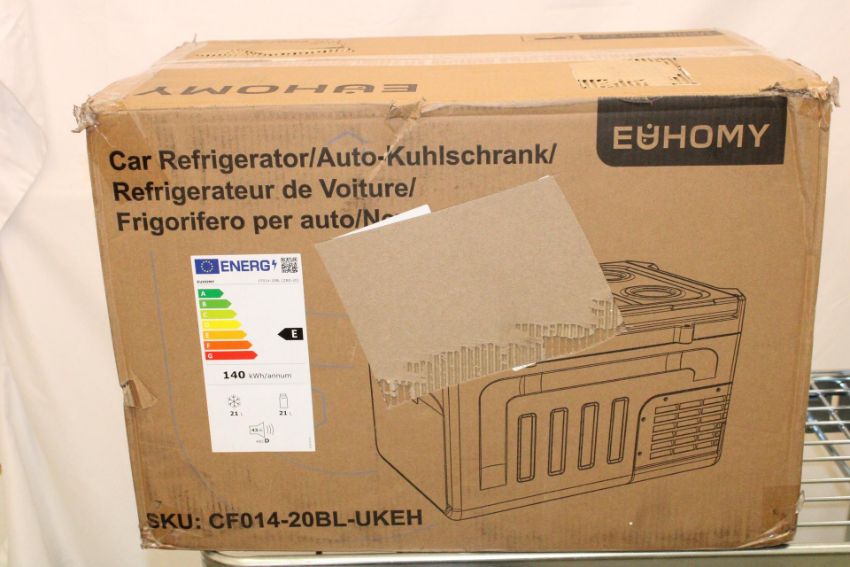 EUHOMY
EUHOMY
Car Refrigerator/Auto-Kuhlschrank/
Refrigerateur de Voiture/
Frigorifero per auto/
ENERG
A
B
C
D
E
F
G
E
140 kWh/annum
21 L
21 L
SKU: CF014-20BL-UKEH